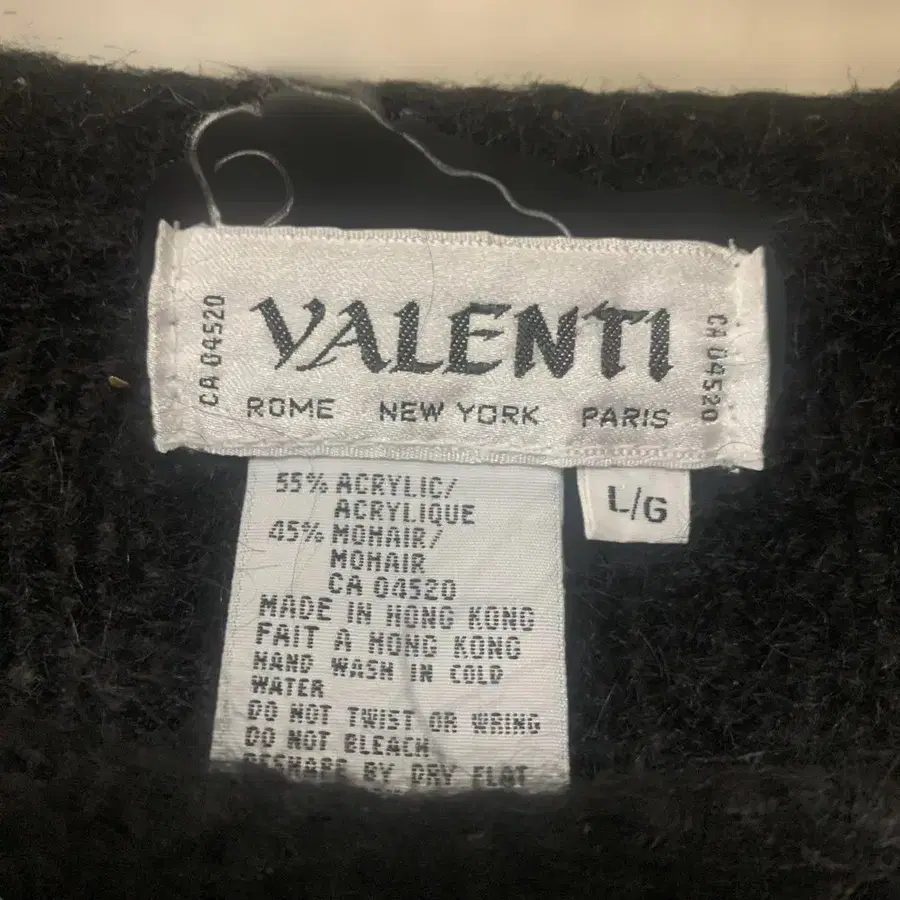 CA 04520
VALENTI
CA 04520
ROME NEW YORK PARIS
L/G
55% ACRYLIC/
ACRYLIQUE
45% MOHAIR/
MOHAIR
CA 04520
MADE IN HONG KONG
FAIT A HONG KONG
HAND WASH IN COLD
WATER
DO NOT TWIST OR WRING
DO NOT BLEACH
RESHAPE BY DRY FLAT